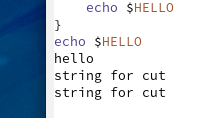 echo $HELLO
}
echo $HELLO
hello
string for cut
string for cut